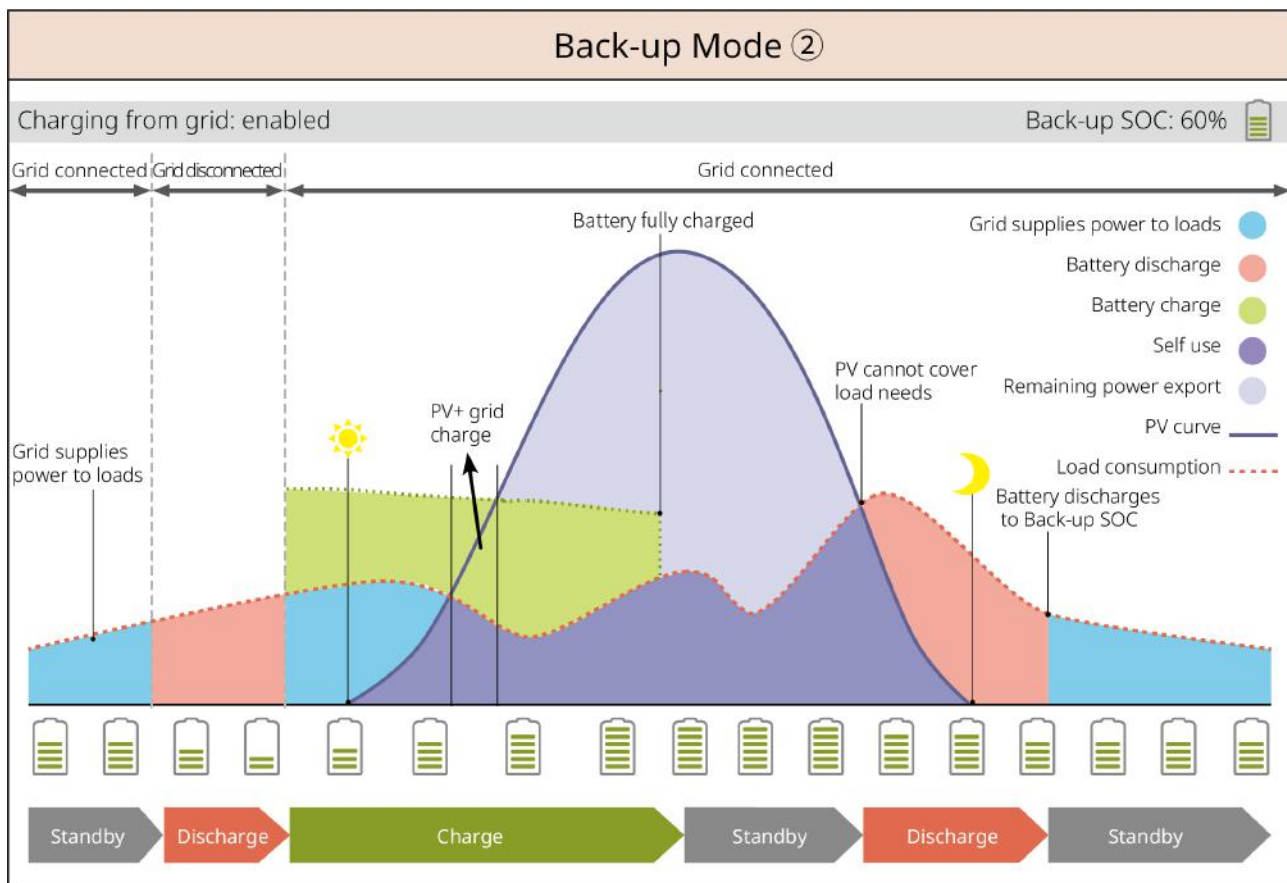 Back-up Mode ②
Charging from grid: enabled
Back-up SOC: 60%
Grid connected
Grid disconnected
Grid connected
Battery fully charged
Grid supplies power to loads
Battery discharge
Battery charge
Self use
Remaining power export
PV curve
Load consumption
PV cannot cover
load needs
PV+ grid
charge
Grid supplies
power to loads
Battery discharges
to Back-up SOC
Standby
Discharge
Charge
Standby
Discharge
Standby